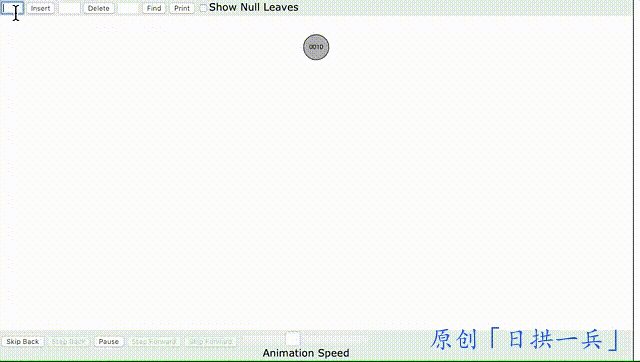 Insert Delete Find Print Show Null Leaves
0010
Skip Back Step Back Pause Step Forward Skip Forward
Animation Speed
原创「日拱一兵」